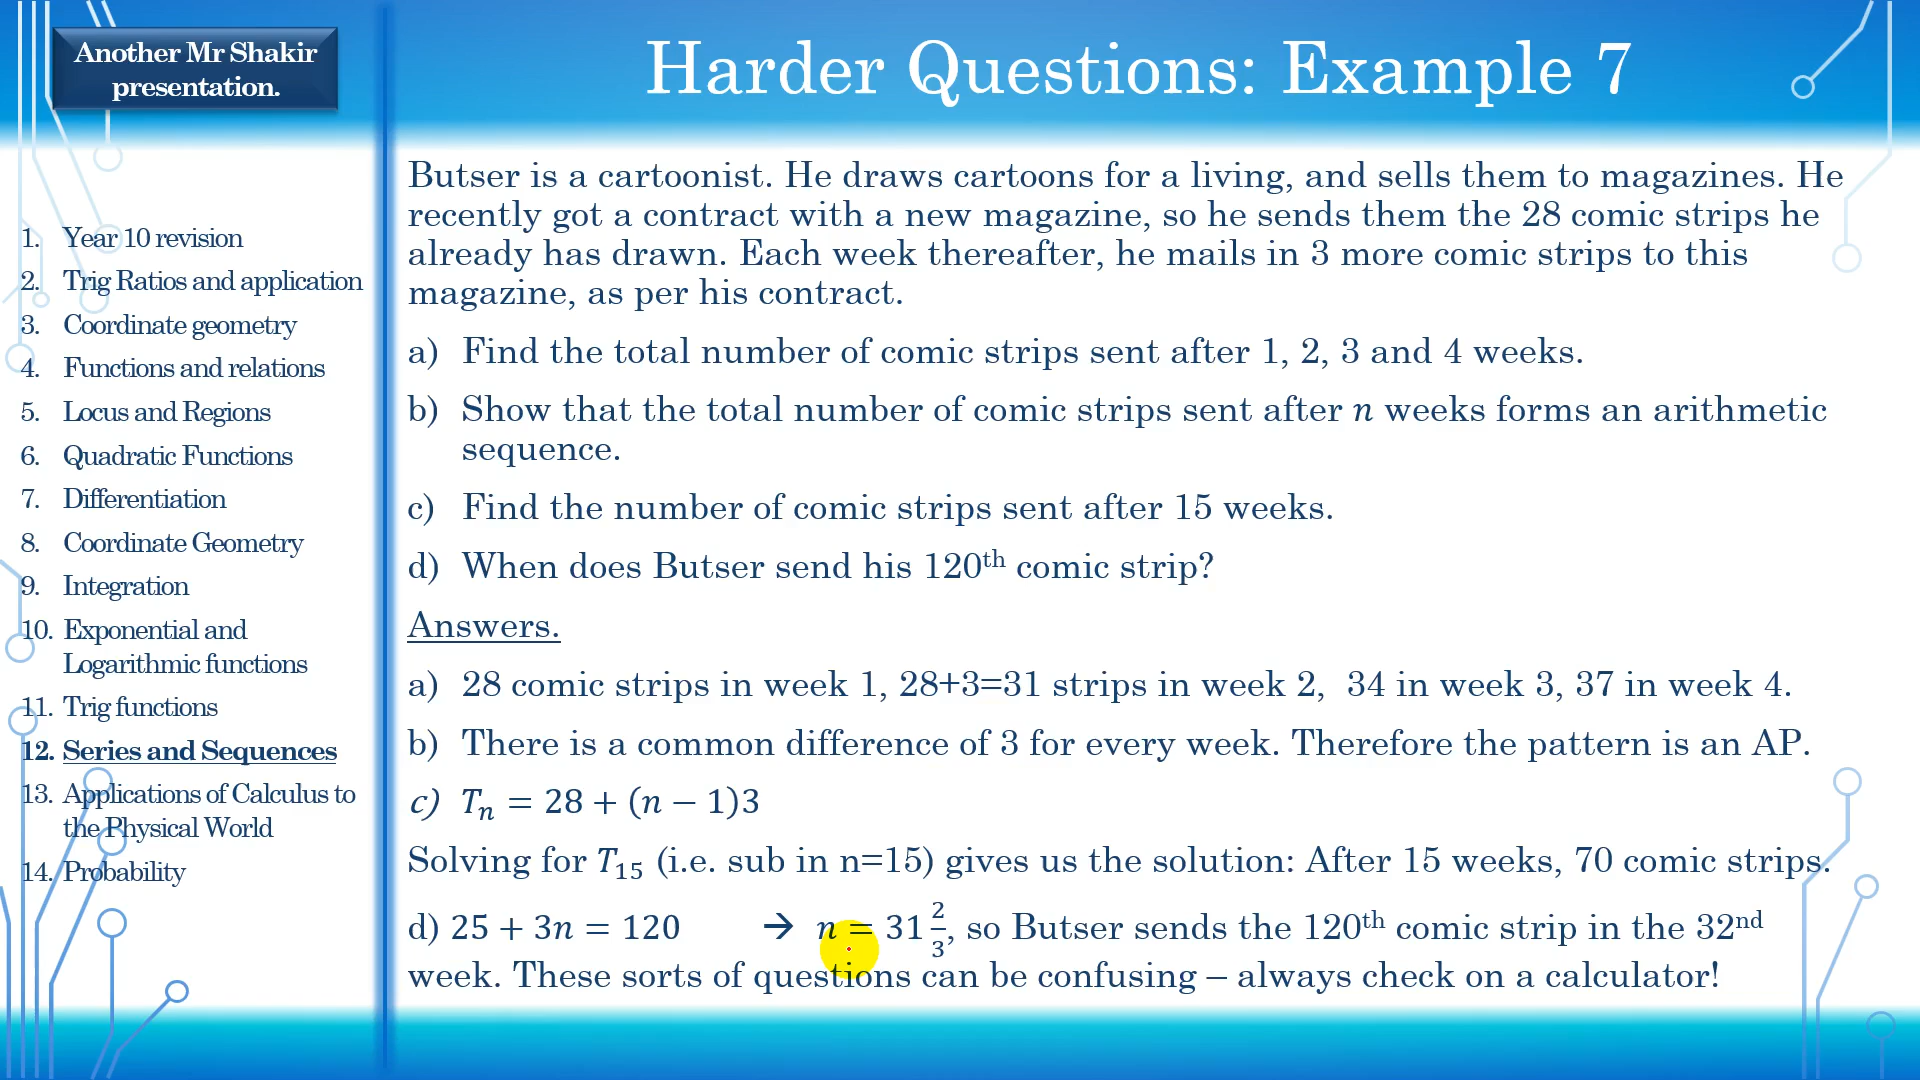 Another Mr Shakir
presentation.
Harder Questions: Example 7
1. Year 10 revision
2. Trig Ratios and application
3. Coordinate geometry
4. Functions and relations
5. Locus and Regions
6. Quadratic Functions
7. Differentiation
8. Coordinate Geometry
9. Integration
10. Exponential and
Logarithmic functions
11. Trig functions
12. Series and Sequences
13. Applications of Calculus to
the Physical World
14. Probability
Butser is a cartoonist. He draws cartoons for a living, and sells them to magazines. He
recently got a contract with a new magazine, so he sends them the 28 comic strips he
already has drawn. Each week thereafter, he mails in 3 more comic strips to this
magazine, as per his contract.
a) Find the total number of comic strips sent after 1, 2, 3 and 4 weeks.
b) Show that the total number of comic strips sent after n weeks forms an arithmetic
sequence.
c) Find the number of comic strips sent after 15 weeks.
d) When does Butser send his 120th comic strip?
Answers.
a) 28 comic strips in week 1, 28+3=31 strips in week 2, 34 in week 3, 37 in week 4.
b) There is a common difference of 3 for every week. Therefore the pattern is an AP.
c) Tₙ = 28 + (n − 1)3
Solving for T₁₅ (i.e. sub in n=15) gives us the solution: After 15 weeks, 70 comic strips.
d) 25 + 3n = 120 → n = 31 2/3, so Butser sends the 120th comic strip in the 32nd
week. These sorts of questions can be confusing – always check on a calculator!